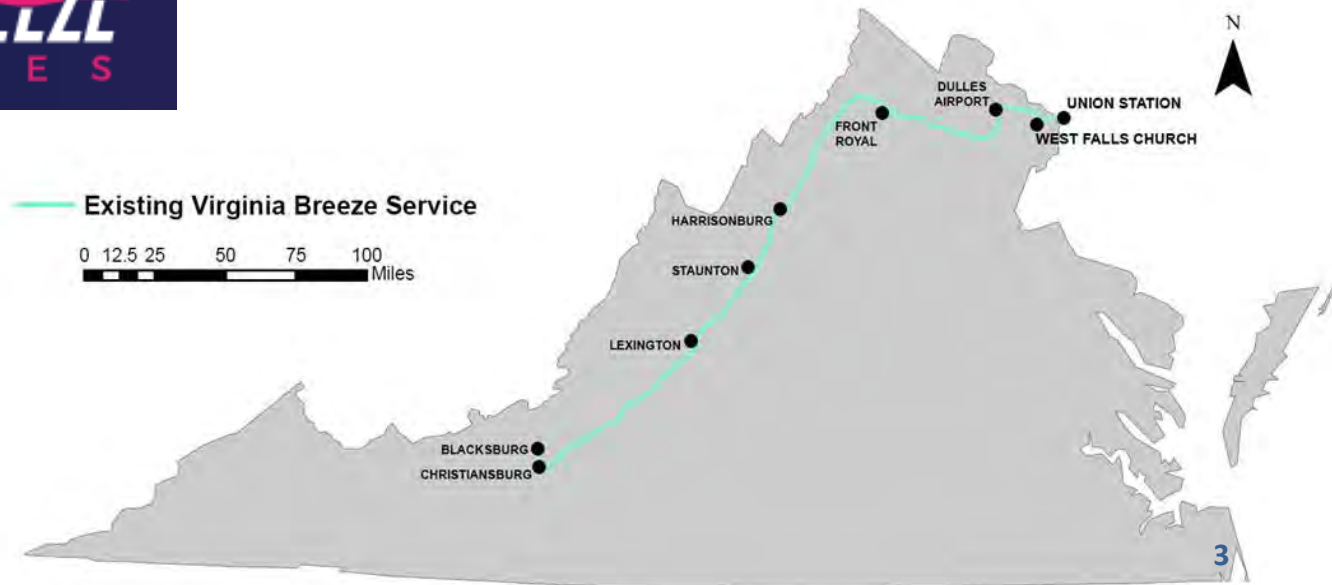 E S
N
DULLES
AIRPORT
UNION STATION
WEST FALLS CHURCH
FRONT
ROYAL
Existing Virginia Breeze Service
HARRISONBURG
0 12.5 25 50 75 100
Miles
STAUNTON
LEXINGTON
BLACKSBURG
CHRISTIANSBURG
3